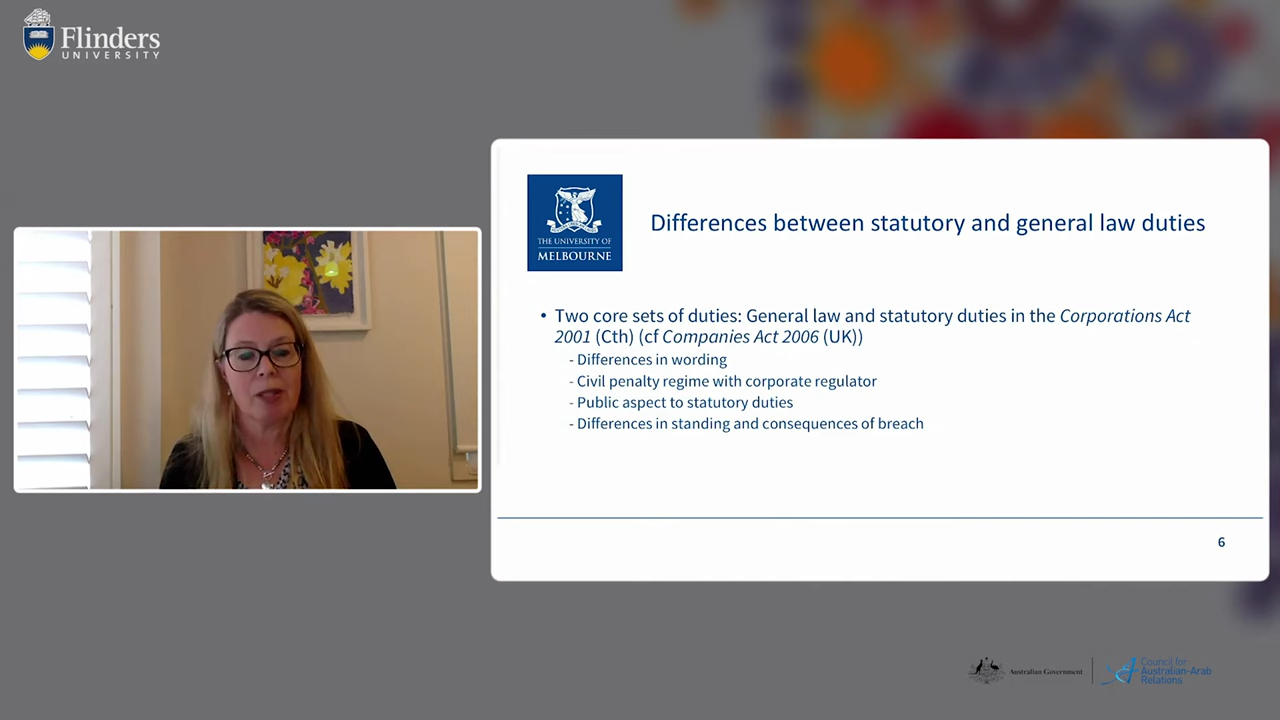 Flinders
UNIVERSITY
THE UNIVERSITY OF
MELBOURNE
Differences between statutory and general law duties
• Two core sets of duties: General law and statutory duties in the Corporations Act
2001 (Cth) (cf Companies Act 2006 (UK))
- Differences in wording
- Civil penalty regime with corporate regulator
- Public aspect to statutory duties
- Differences in standing and consequences of breach
6
Australian Government
Council for
Australian-Arab
Relations